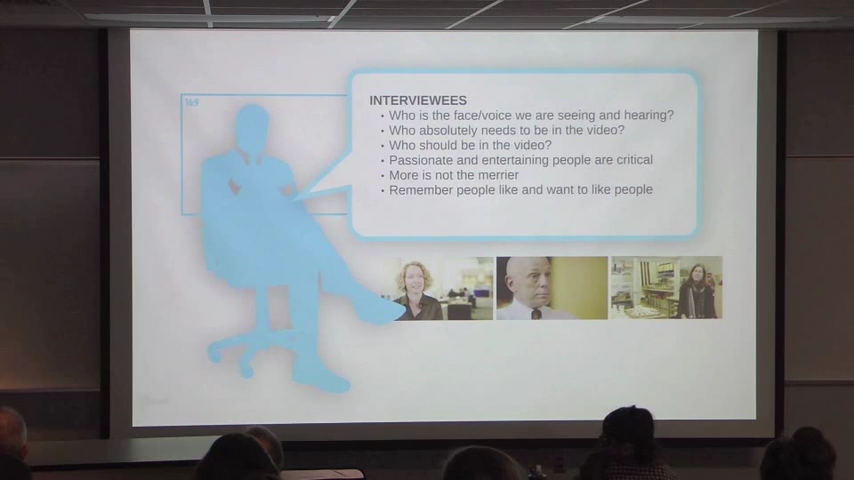 16:9
INTERVIEWEES
• Who is the face/voice we are seeing and hearing?
• Who absolutely needs to be in the video?
• Who should be in the video?
• Passionate and entertaining people are critical
• More is not the merrier
• Remember people like and want to like people